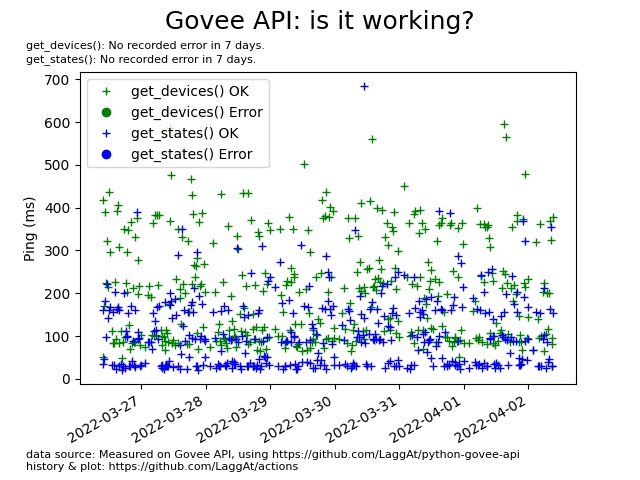 Govee API: is it working?
get_devices(): No recorded error in 7 days.
get_states(): No recorded error in 7 days.
700
600
500
400
300
200
100
0
Ping (ms)
get_devices() OK
get_devices() Error
get_states() OK
get_states() Error
2022-03-27
2022-03-28
2022-03-29
2022-03-30
2022-03-31
2022-04-01
2022-04-02
data source: Measured on Govee API, using https://github.com/LaggAt/python-govee-api
history & plot: https://github.com/LaggAt/actions